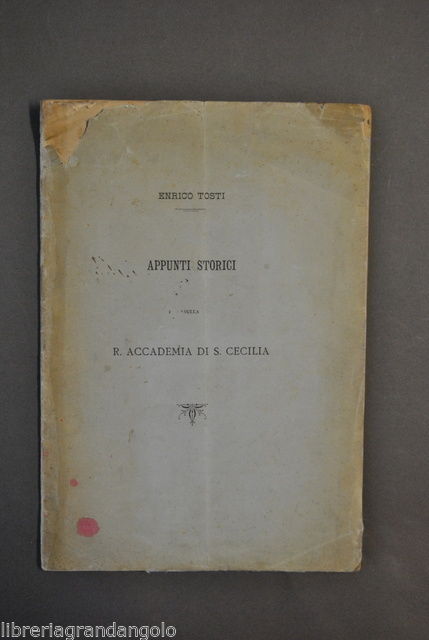 ENRICO TOSTI
APPUNTI STORICI
R. ACCADEMIA DI S. CECILIA
libreriagrandangolo